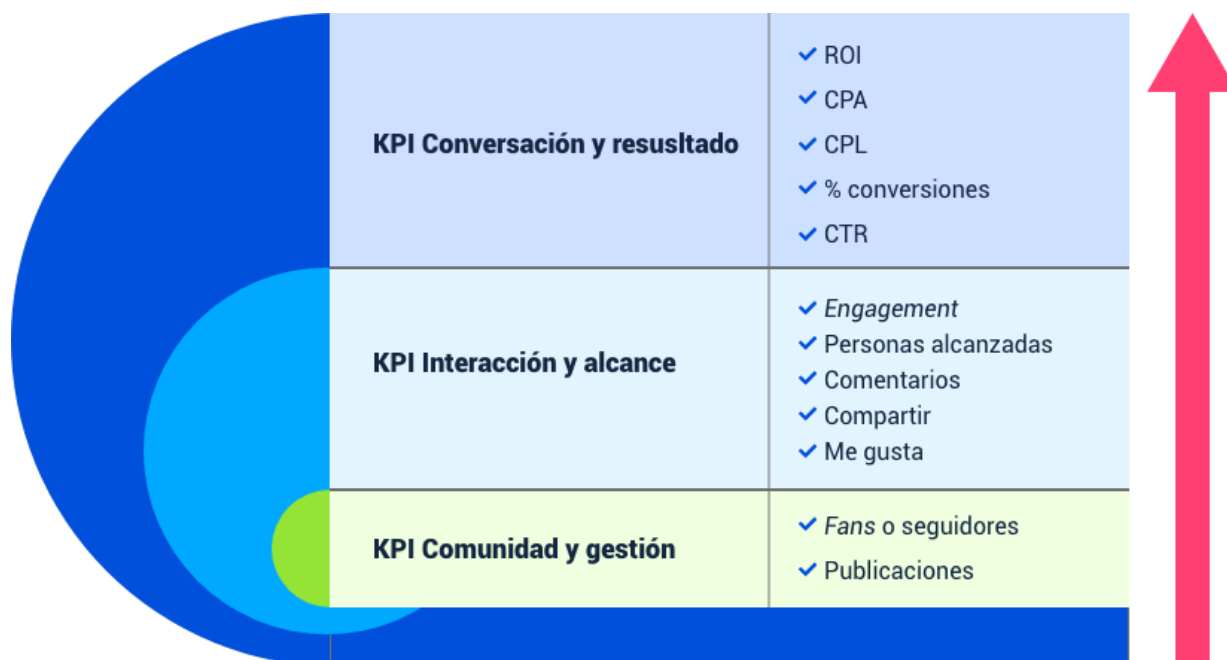 KPI Conversación y resusltado
ROI
CPA
CPL
% conversiones
CTR
KPI Interacción y alcance
Engagement
Personas alcanzadas
Comentarios
Compartir
Me gusta
KPI Comunidad y gestión
Fans o seguidores
Publicaciones